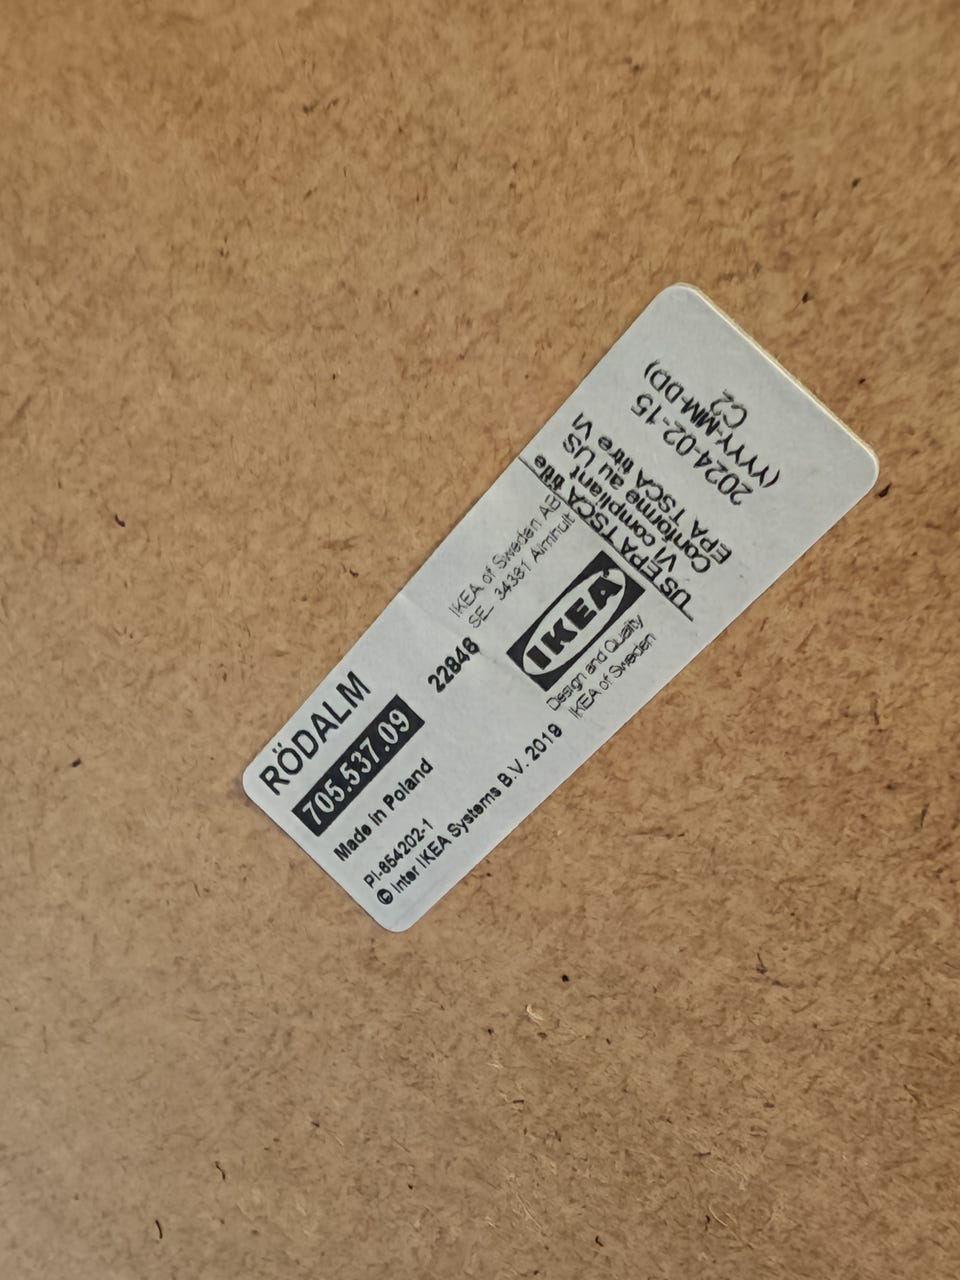 RÖDALM
705.537.09
22846
Made in Poland
PI-854202-1
© Inter IKEA Systems B.V. 2019
IKEA of Sweden AB
SE_ 34381 Älmhult
IKEA
Design and Quality
IKEA of Sweden
US EPA TSCA title
VI compliant
Conforme au US
EPA TSCA titre VI
2024-02-15
(YYYY-MM-DD)
C2